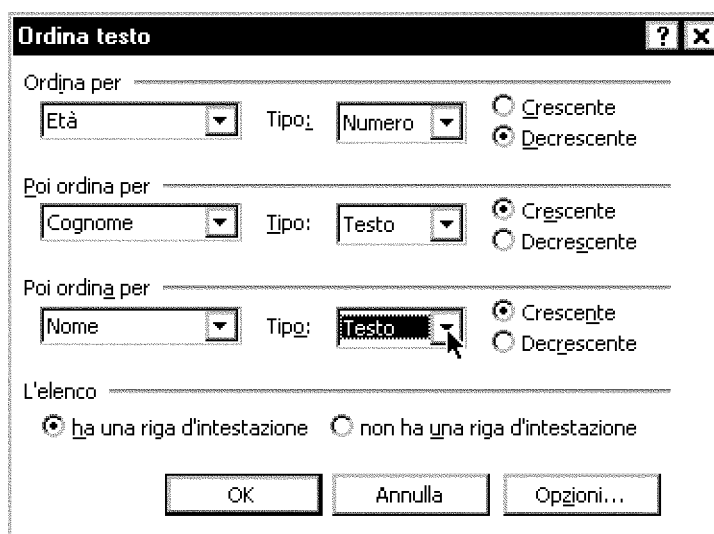 Ordina testo
Ordina per
Età Tipo: Numero Crescente
Decrescente
Poi ordina per
Cognome Tipo: Testo Crescente
Decrescente
Poi ordina per
Nome Tipo: Testo Crescente
Decrescente
L'elenco
ha una riga d'intestazione non ha una riga d'intestazione
OK Annulla Opzioni...